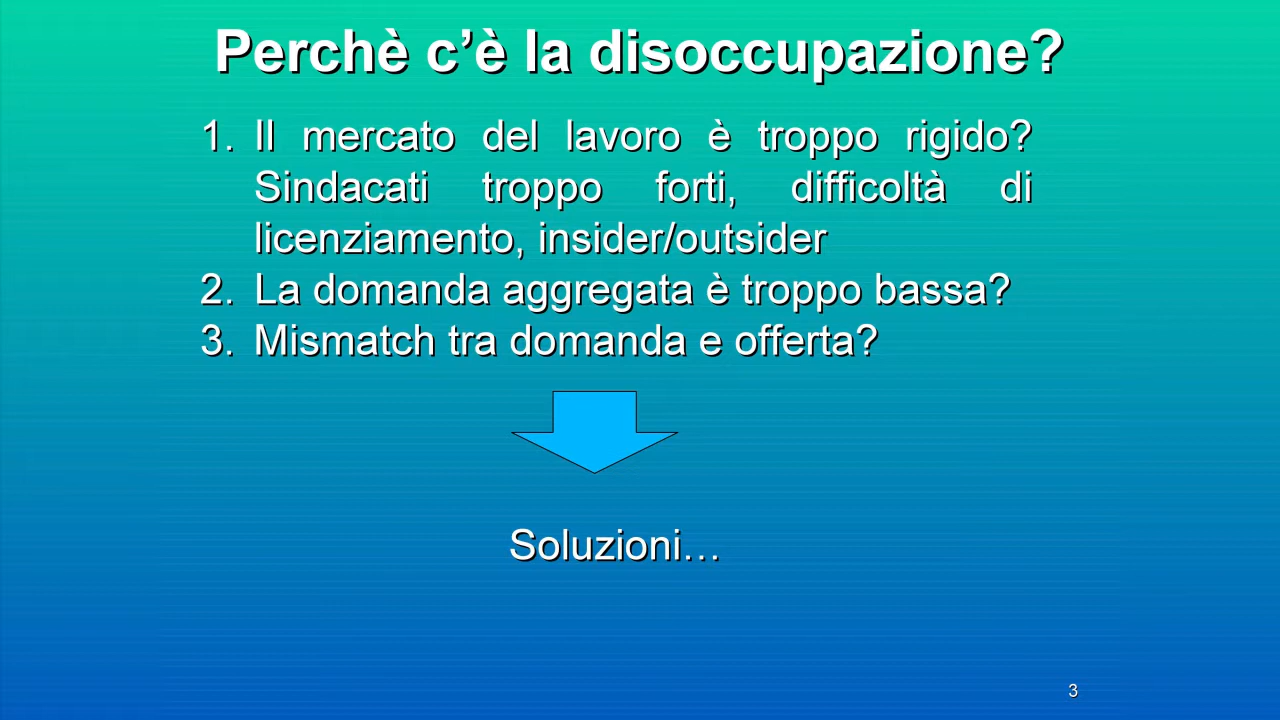 Perchè c’è la disoccupazione?
1. Il mercato del lavoro è troppo rigido?
Sindacati troppo forti, difficoltà di
licenziamento, insider/outsider
2. La domanda aggregata è troppo bassa?
3. Mismatch tra domanda e offerta?
Soluzioni…
3